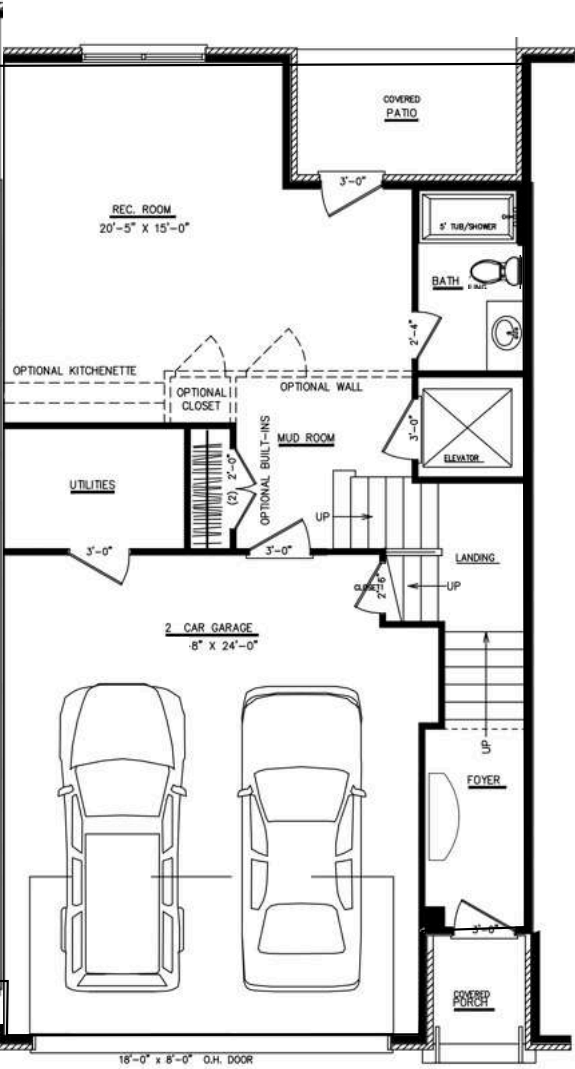 COVERED
PATIO
3'-0"
REC. ROOM
20'-5" X 15'-0"
5' TUB/SHOWER
BATH
2'-4"
OPTIONAL KITCHENETTE
OPTIONAL
CLOSET
OPTIONAL WALL
3'-0"
MUD ROOM
OPTIONAL BUILT-INS
ELEVATOR
(2) 2'-0"
UTILITIES
UP
3'-0"
3'-0"
LANDING
CLOSET
2'-6"
UP
2 CAR GARAGE
8" X 24'-0"
UP
FOYER
3'-0"
COVERED
PORCH
18'-0" x 8'-0" O.H. DOOR